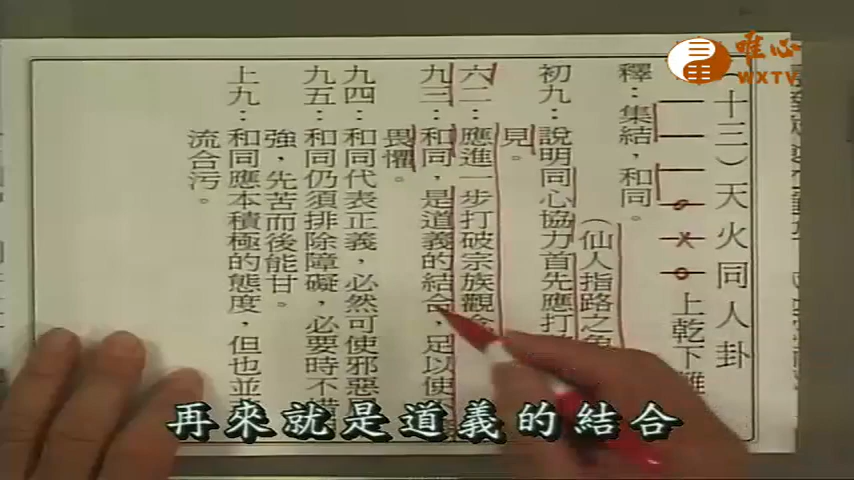 唯心
WXTV
十三）天火同人卦
上乾下離
釋：集結，和同。
（仙人指路之象
初九：說明同心協力首先應打
見。
六二：應進一步打破宗族觀念
九三：和同，是道義的結合，足以使
畏懼。
九四：和同代表正義，必然可使邪惡
九五：和同仍須排除障礙，必要時不惜
強，先苦而後能甘。
上九：和同應本積極的態度，但也並
流合污。
再來就是道義的結合